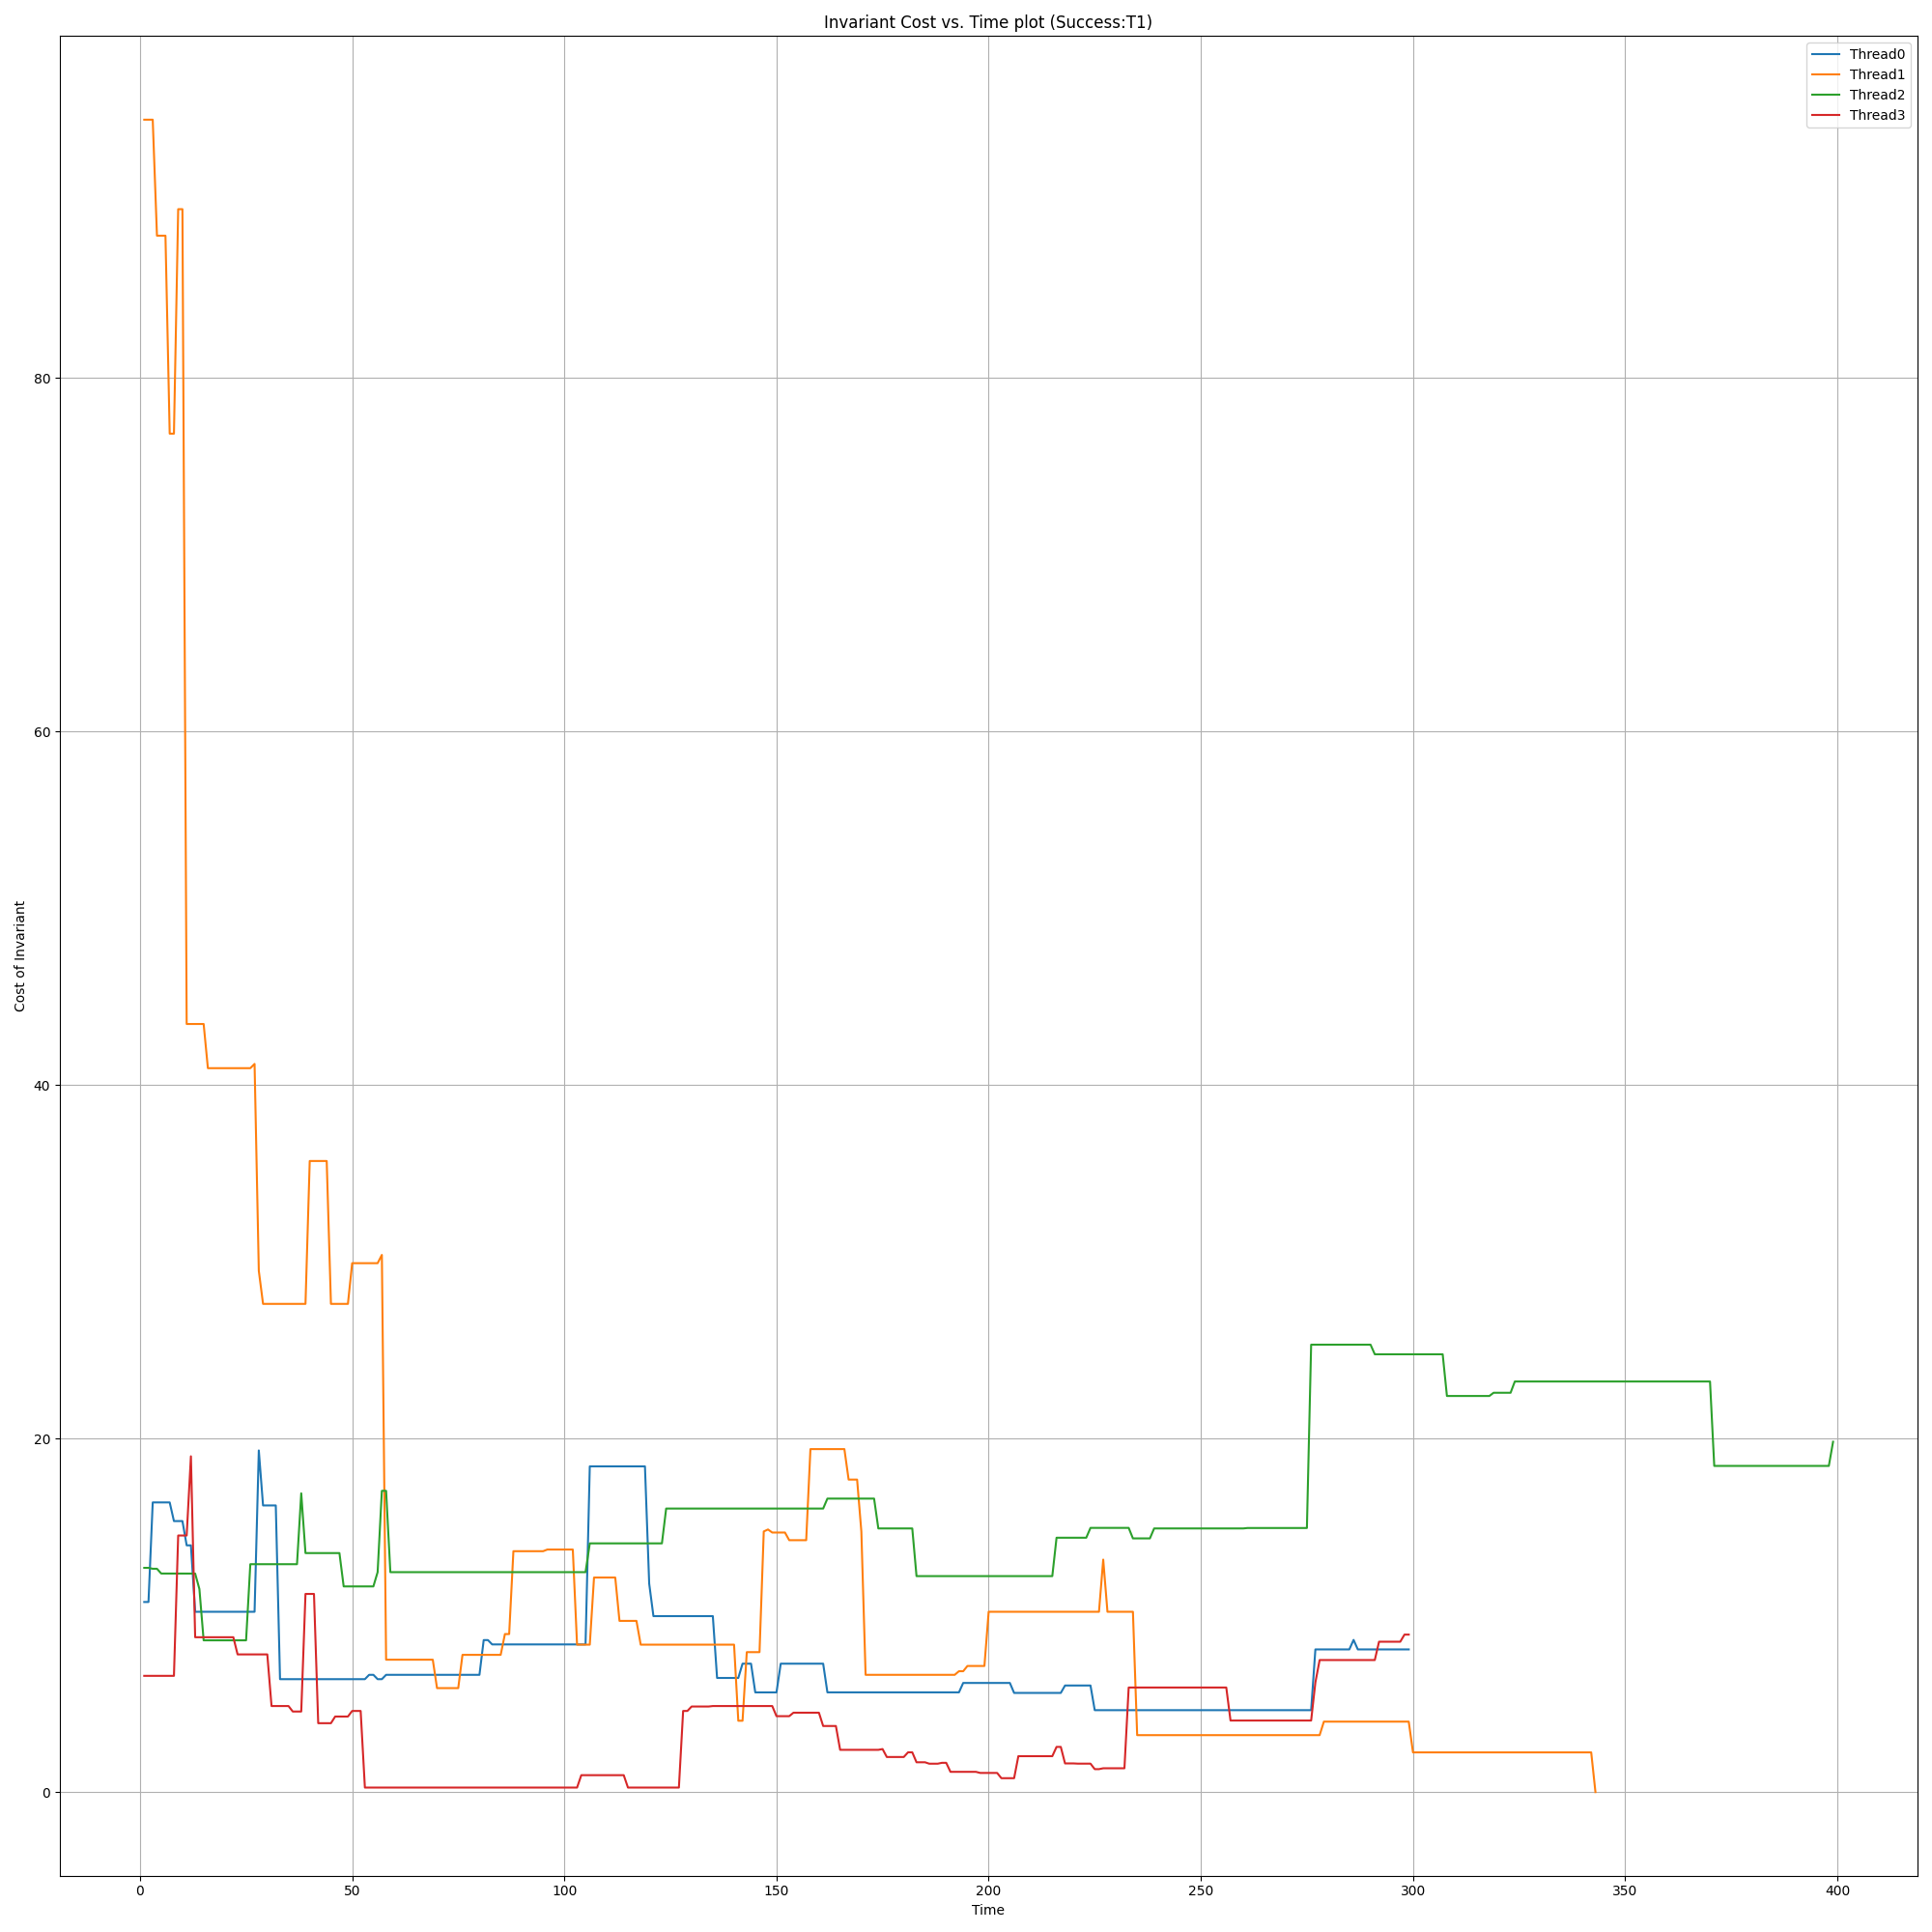 Invariant Cost vs. Time plot (Success:T1)
Thread0
Thread1
Thread2
Thread3
80
60
40
20
0
Cost of Invariant
0 50 100 150 200 250 300 350 400
Time